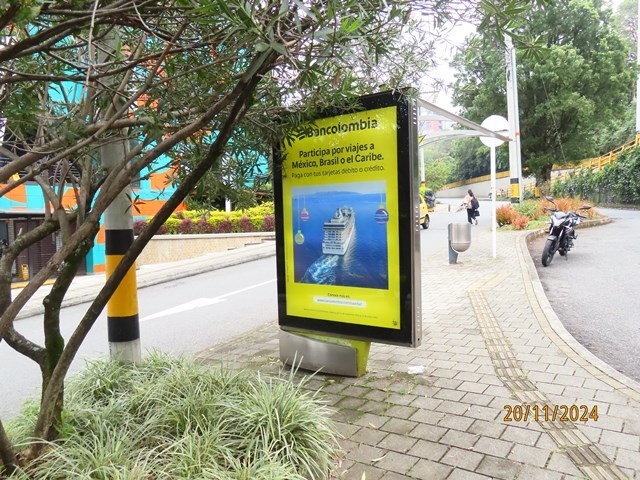 Bancolombia
Participa por viajes a
México, Brasil o el Caribe.
Paga con tus tarjetas débito o crédito.
20/11/2024